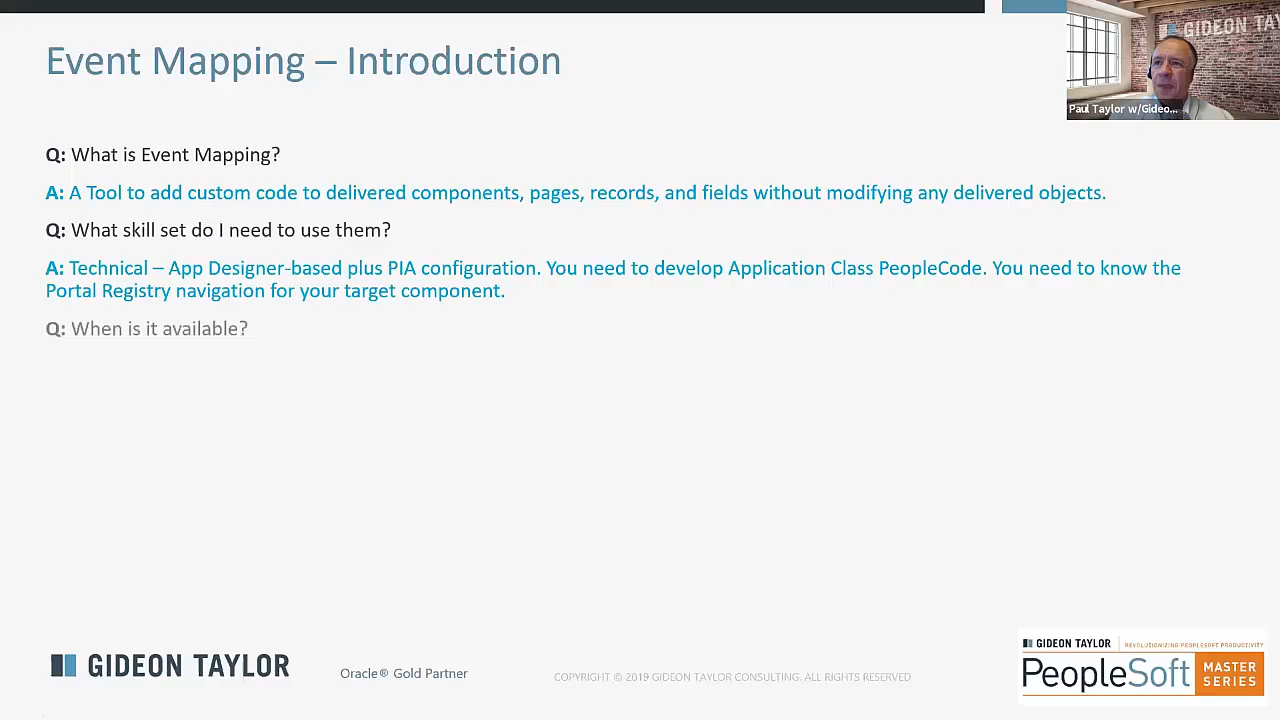 GIDEON TAY
Paul Taylor w/Gideo...
Event Mapping – Introduction
Q: What is Event Mapping?
A: A Tool to add custom code to delivered components, pages, records, and fields without modifying any delivered objects.
Q: What skill set do I need to use them?
A: Technical – App Designer-based plus PIA configuration. You need to develop Application Class PeopleCode. You need to know the
Portal Registry navigation for your target component.
Q: When is it available?
GIDEON TAYLOR
Oracle® Gold Partner
COPYRIGHT © 2019 GIDEON TAYLOR CONSULTING. ALL RIGHTS RESERVED
GIDEON TAYLOR
REVOLUTIONIZING PEOPLESOFT PRODUCTIVITY
PeopleSoft
MASTER
SERIES